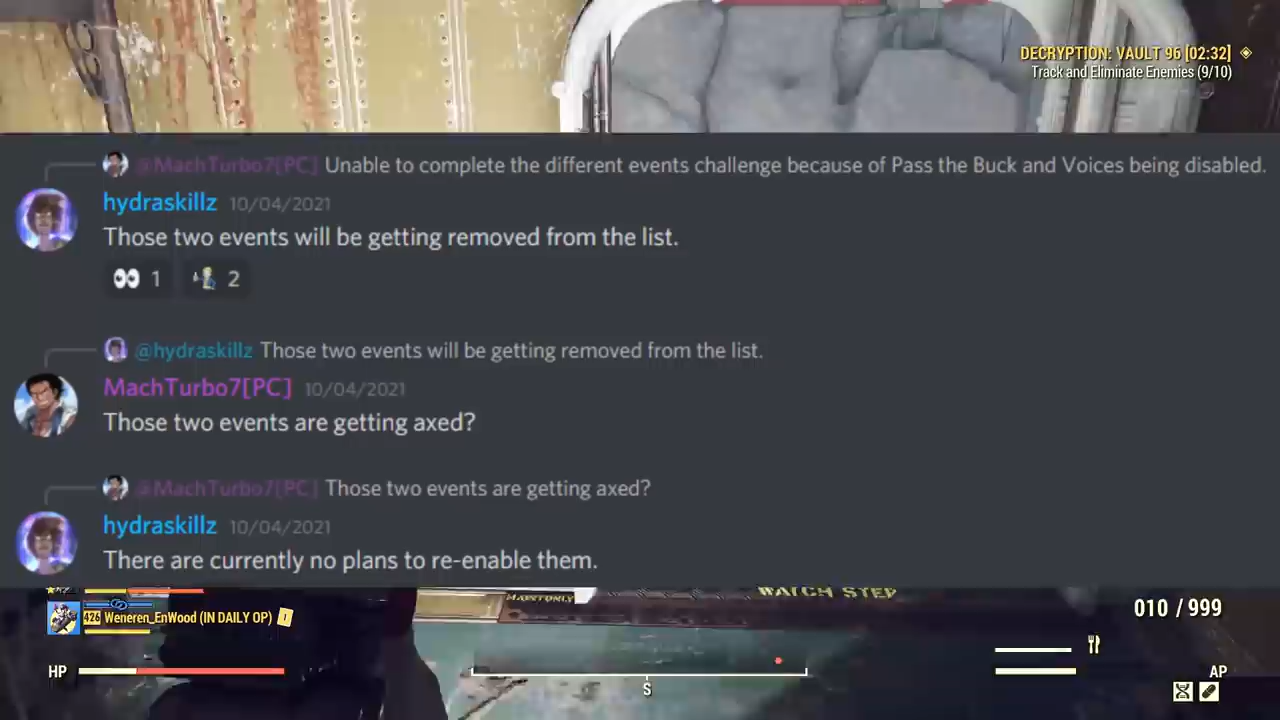 DECRYPTION: VAULT 96 [02:32]
Track and Eliminate Enemies (9/10)
@MachTurbo7[PC] Unable to complete the different events challenge because of Pass the Buck and Voices being disabled.
hydraskillz 10/04/2021
Those two events will be getting removed from the list.
1 2
@hydraskillz Those two events will be getting removed from the list.
MachTurbo7[PC] 10/04/2021
Those two events are getting axed?
@MachTurbo7[PC] Those two events are getting axed?
hydraskillz 10/04/2021
There are currently no plans to re-enable them.
WATCH STEP
426 Weneren_EnWood (IN DAILY OP)
010 / 999
HP
AP
S